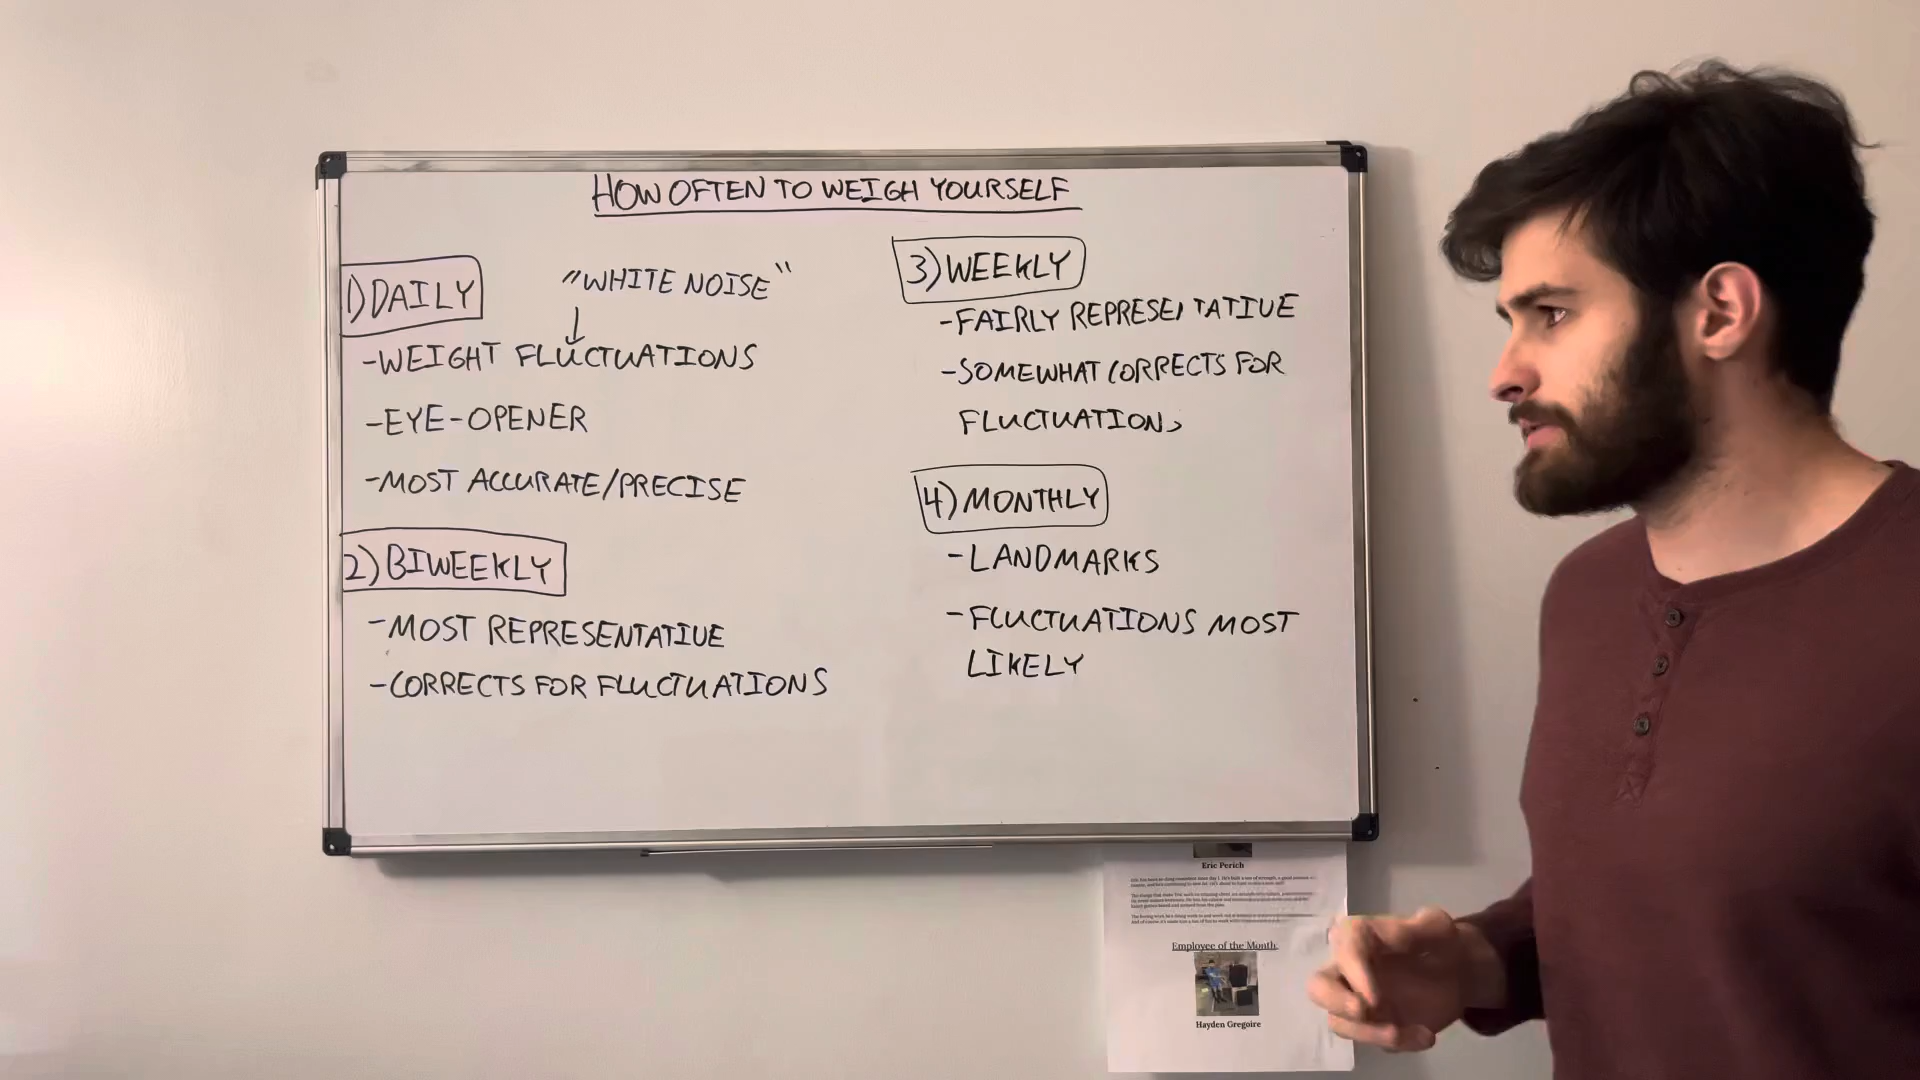 HOW OFTEN TO WEIGH YOURSELF
1) DAILY
"WHITE NOISE"
-WEIGHT FLUCTUATIONS
-EYE-OPENER
-MOST ACCURATE/PRECISE
2) BIWEEKLY
-MOST REPRESENTATIVE
-CORRECTS FOR FLUCTUATIONS
3) WEEKLY
-FAIRLY REPRESENTATIVE
-SOMEWHAT CORRECTS FOR
FLUCTUATIONS
4) MONTHLY
-LANDMARKS
-FLUCTUATIONS MOST
LIKELY
Eric Perich
Employee of the Month
Hayden Gregoire